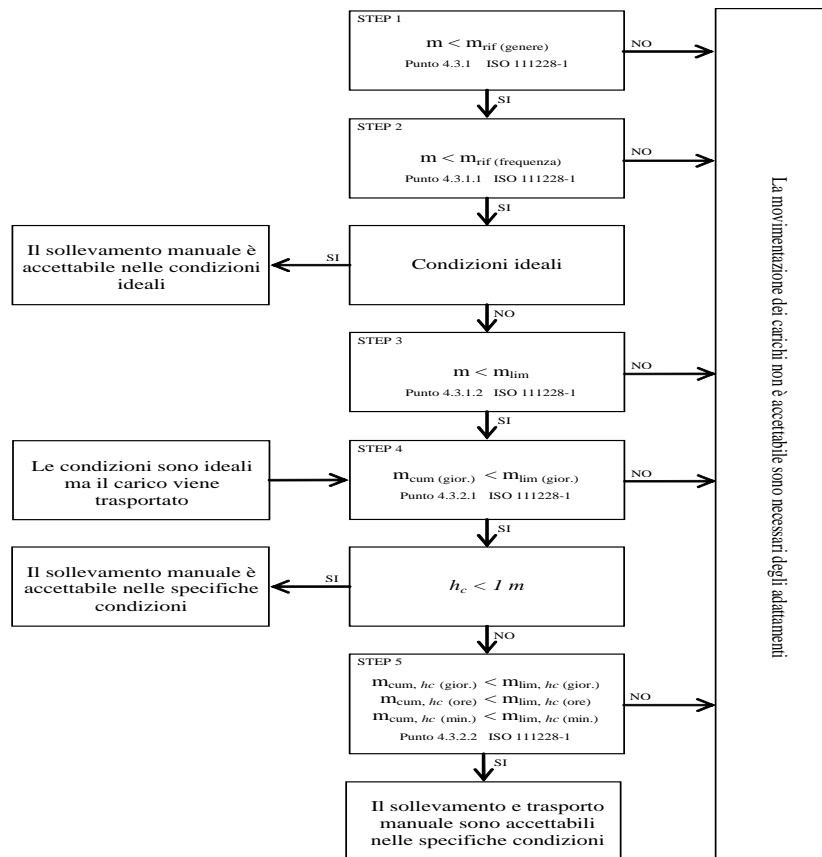 STEP 1
m < mrif (genere)
Punto 4.3.1 ISO 111228-1
NO
SI
STEP 2
m < mrif (frequenza)
Punto 4.3.1.1 ISO 111228-1
NO
SI
Il sollevamento manuale è
accettabile nelle condizioni
ideali
SI
Condizioni ideali
NO
STEP 3
m < mlim
Punto 4.3.1.2 ISO 111228-1
NO
SI
Le condizioni sono ideali
ma il carico viene
trasportato
STEP 4
mcum (gior.) < mlim (gior.)
Punto 4.3.2.1 ISO 111228-1
NO
SI
Il sollevamento manuale è
accettabile nelle specifiche
condizioni
SI
hc < 1 m
NO
STEP 5
mcum, hc (gior.) < mlim, hc (gior.)
mcum, hc (ore) < mlim, hc (ore)
mcum, hc (min.) < mlim, hc (min.)
Punto 4.3.2.2 ISO 111228-1
NO
SI
Il sollevamento e trasporto
manuale sono accettabili
nelle specifiche condizioni
La movimentazione dei carichi non è accettabile sono necessari degli adattamenti